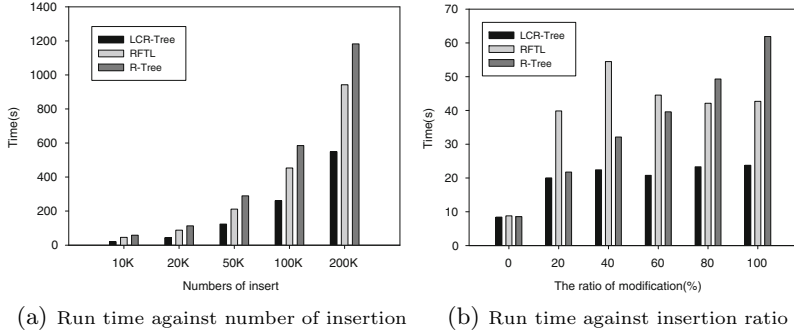 1400
1200
1000
800
600
400
200
0
Time(s)
LCR-Tree
RFTL
R-Tree
10K 20K 50K 100K 200K
Numbers of insert
(a) Run time against number of insertion
70
60
50
40
30
20
10
0
Time(s)
LCR-Tree
RFTL
R-Tree
0 20 40 60 80 100
The ratio of modification(%)
(b) Run time against insertion ratio